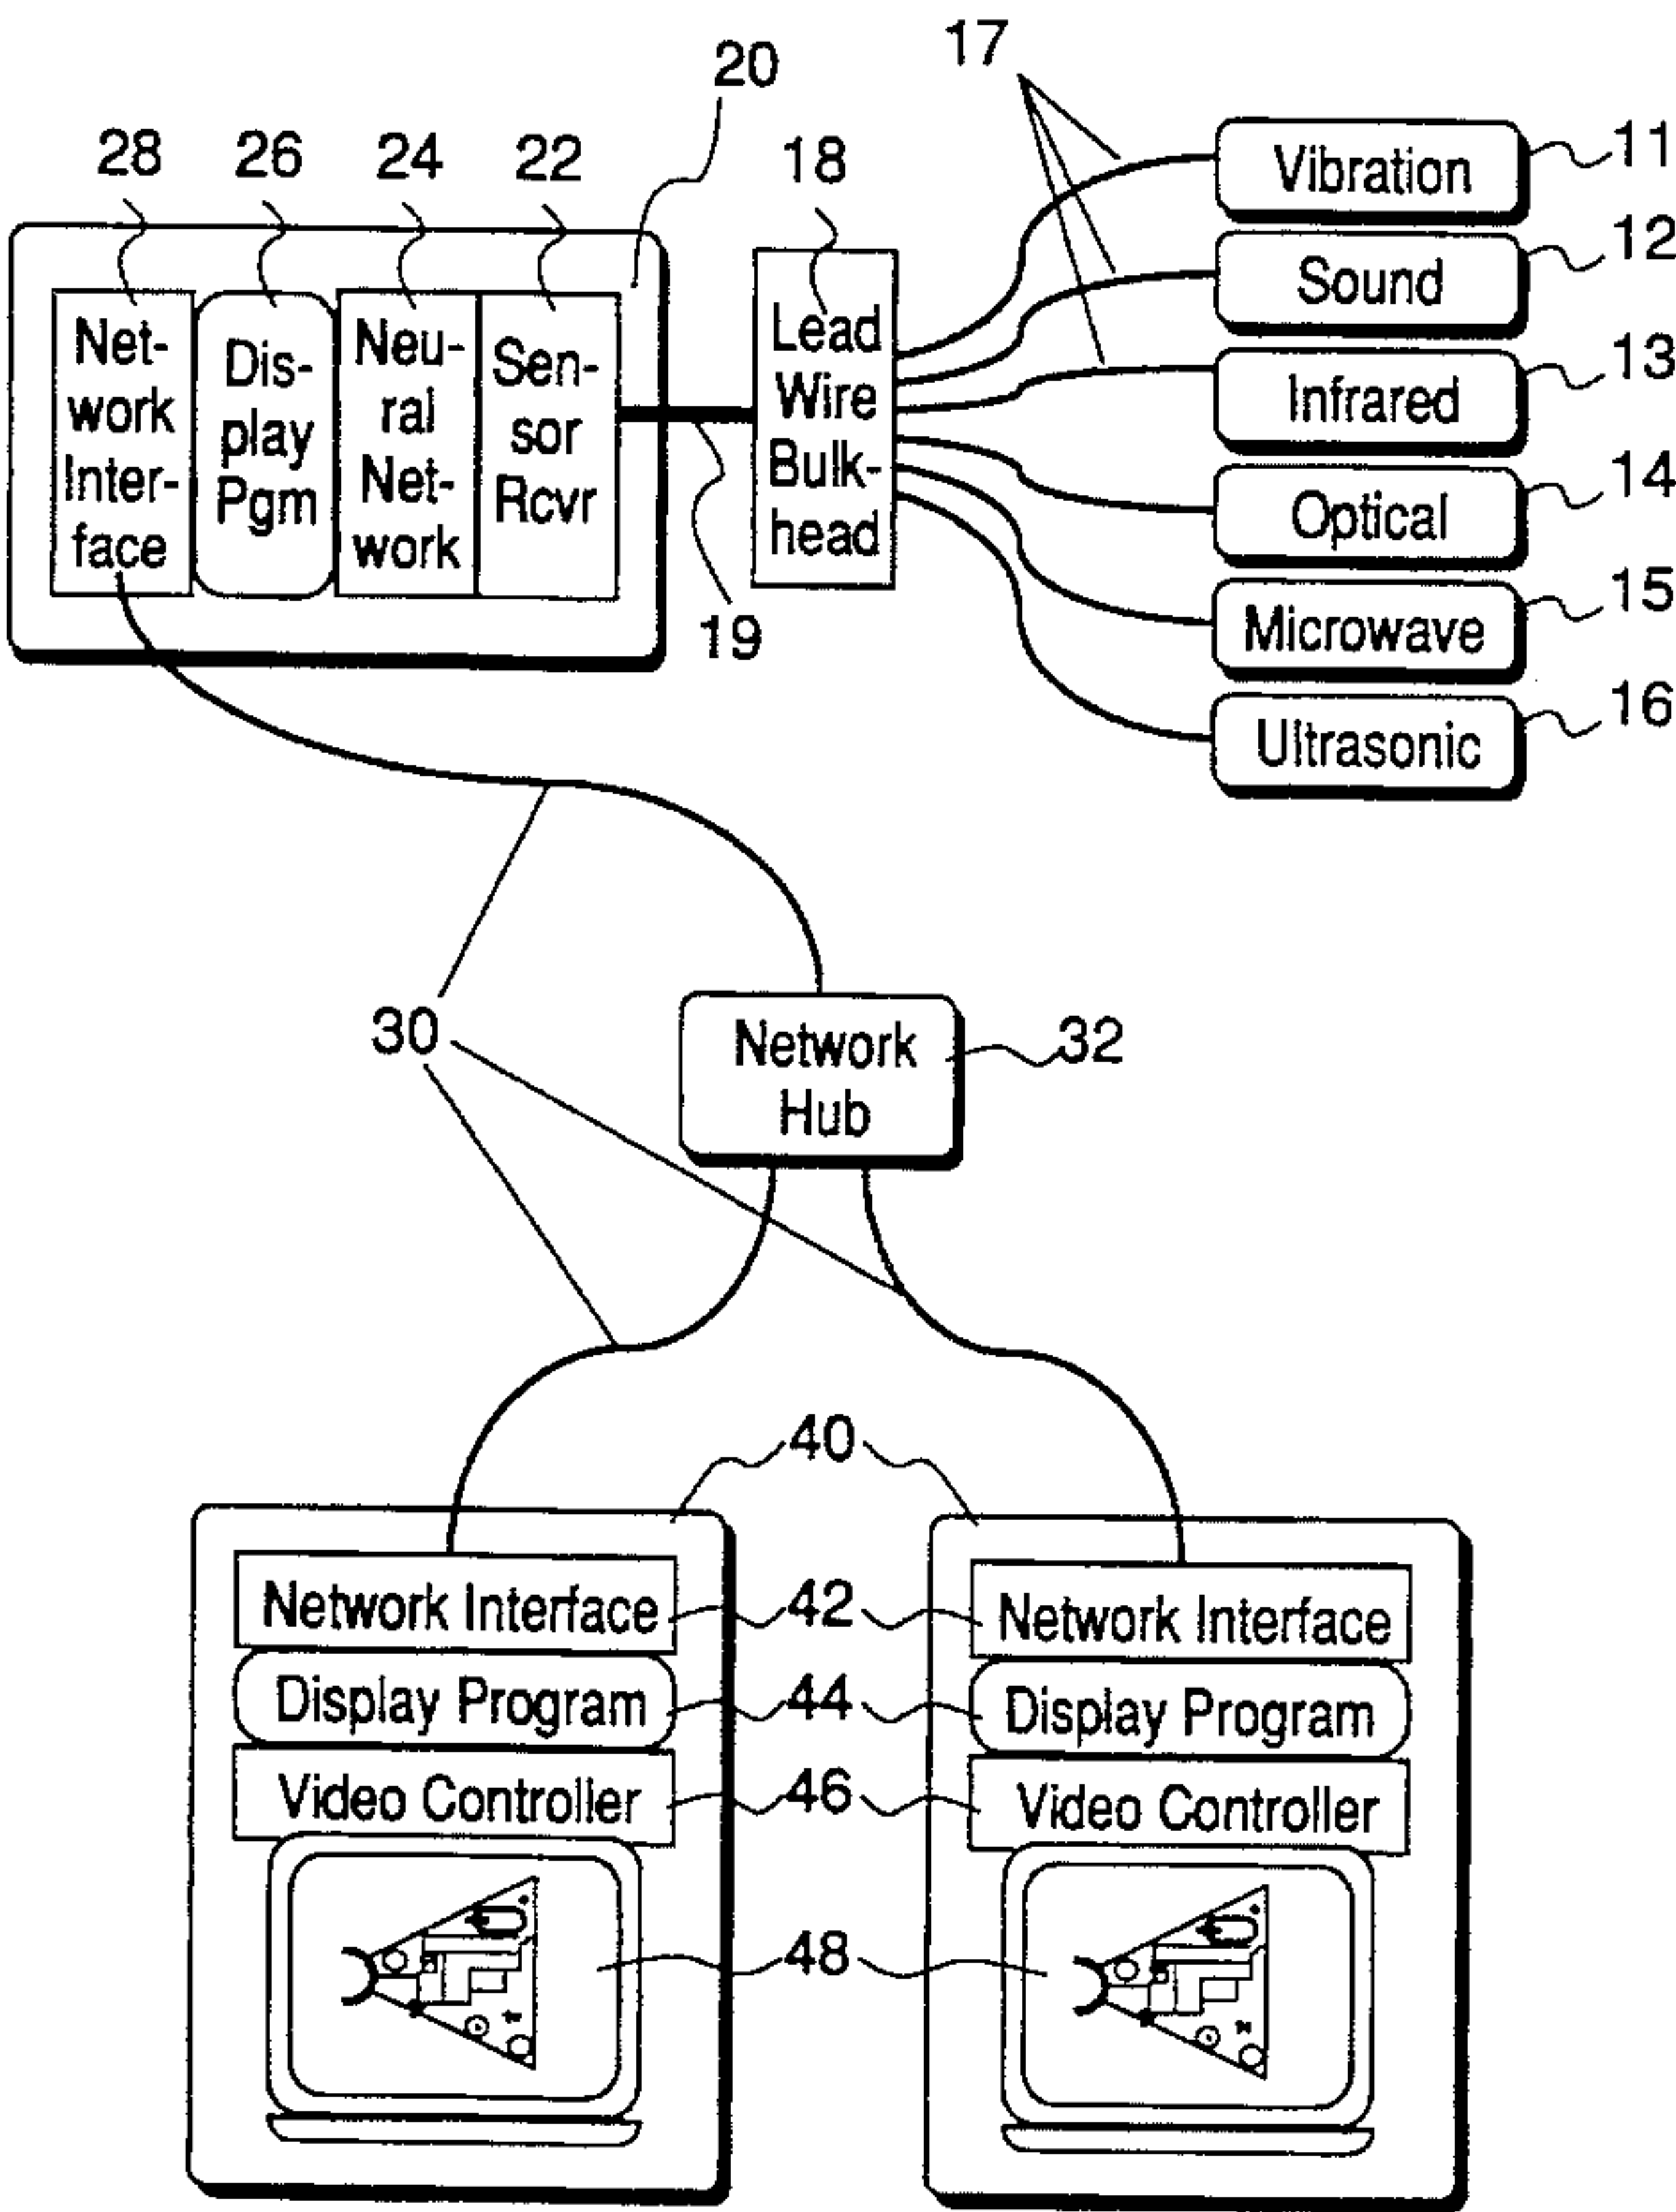 17
20
28 26 24 22 18
Vibration 11
Sound 12
Infrared 13
Optical 14
Microwave 15
Ultrasonic 16
Net-
work
Inter-
face
Dis-
play
Pgm
Neu-
ral
Net-
work
Sen-
sor
Rcvr
Lead
Wire
Bulk-
head
19
30
Network
Hub
32
40
Network Interface 42 Network Interface
Display Program 44 Display Program
Video Controller 46 Video Controller
48